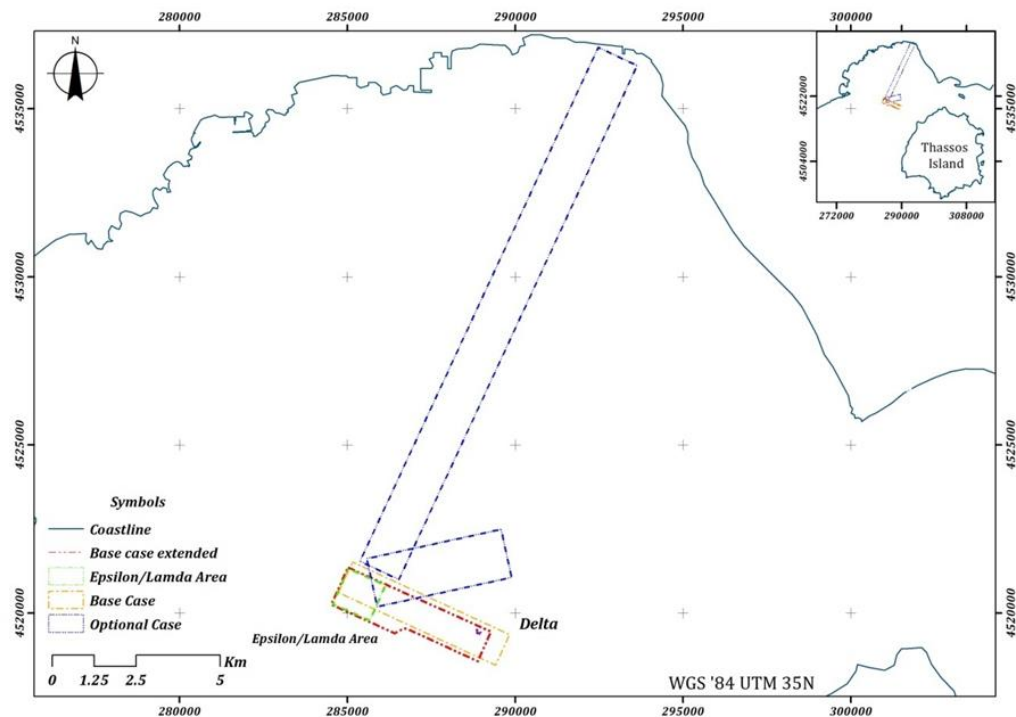 280000 285000 290000 295000 300000
N
4535000
4530000
4525000
4520000
4522000
4504000
Thassos
Island
272000 290000 308000
4535000
4530000
4525000
4520000
Symbols
Coastline
Base case extended
Epsilon/Lamda Area
Base Case
Optional Case
Delta
Epsilon/Lamda Area
Km
0 1.25 2.5 5
WGS '84 UTM 35N
280000 285000 290000 295000 300000